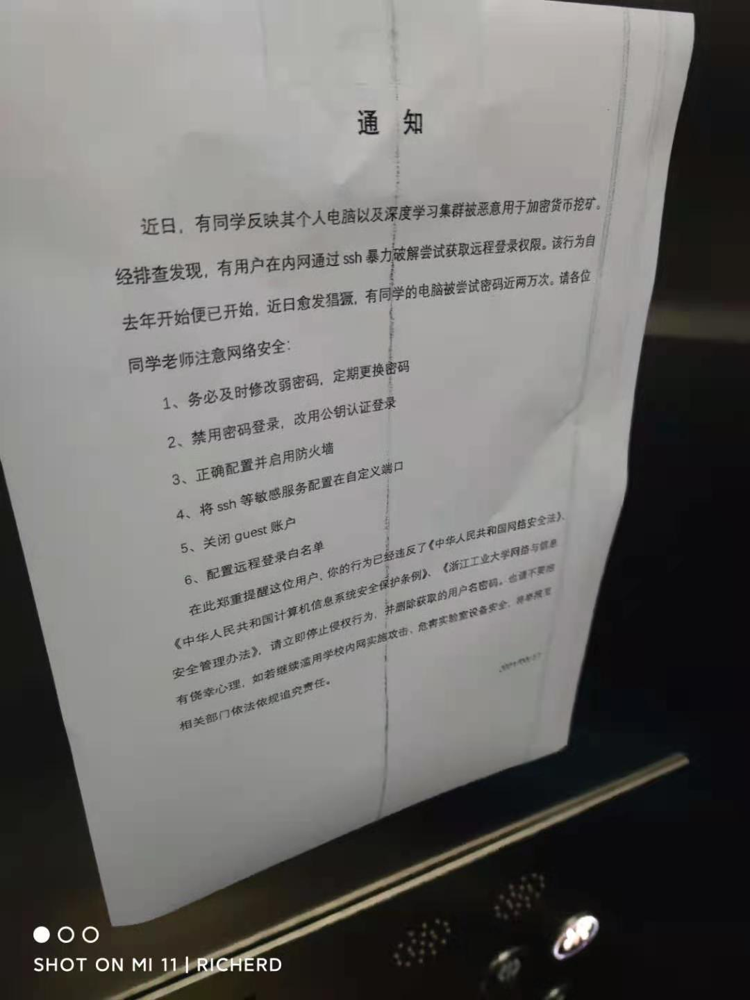 通 知
近日，有同学反映其个人电脑以及深度学习集群被恶意用于加密货币挖矿。
经排查发现，有用户在内网通过 ssh 暴力破解尝试获取远程登录权限。该行为自
去年开始便已开始，近日愈发猖獗，有同学的电脑被尝试密码近两万次。请各位
同学老师注意网络安全：
1、务必及时修改弱密码，定期更换密码
2、禁用密码登录，改用公钥认证登录
3、正确配置并启用防火墙
4、将 ssh 等敏感服务配置在自定义端口
5、关闭 guest 账户
6、配置远程登录白名单
在此郑重提醒这位用户，你的行为已经违反了《中华人民共和国网络安全法》、
《中华人民共和国计算机信息系统安全保护条例》、《浙江工业大学网络与信息
安全管理办法》，请立即停止侵权行为，并删除获取的用户名密码。也请不要抱
有侥幸心理，如若继续滥用学校内网实施攻击、危害实验室设备安全，将举报至
相关部门依法依规追究责任。
SHOT ON MI 11 | RICHERD